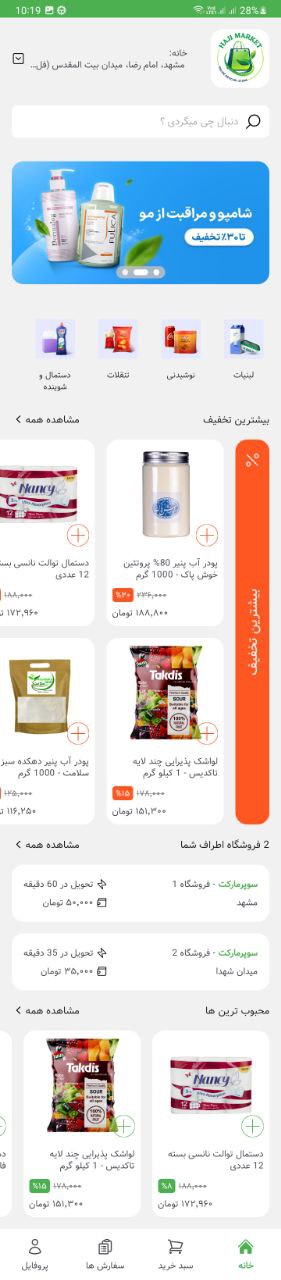 10:19
28%
HAJI MARKET
خانه:
مشهد، امام رضا، میدان بیت المقدس (فل...
دنبال چی میگردی ؟
شامپو و مراقبت از مو
تا ۳۰٪ تخفیف
لبنیات
نوشیدنی
تنقلات
دستمال و
شوینده
بیشترین تخفیف
مشاهده همه
بیشترین تخفیف
پودر آب پنیر 80% پروتئین
خوش پاک - 1000 گرم
%۲۰ ۲۳۶,۰۰۰
۱۸۸,۸۰۰ تومان
Nancy
دستمال توالت نانسی بسته
12 عددی
۱۸۸,۰۰۰
۱۷۲,۹۶۰
Takdis
SOUR
100%
NATURAL
لواشک پذیرایی چند لایه
تاکدیس - 1 کیلو گرم
%۱۵ ۱۷۸,۰۰۰
۱۵۱,۳۰۰ تومان
پودر آب پنیر دهکده سبز
سلامت - 1000 گرم
۱۲۵,۰۰۰
۱۱۶,۲۵۰
2 فروشگاه اطراف شما
مشاهده همه
سوپرمارکت - فروشگاه 1
تحویل در 60 دقیقه
مشهد
۵۰,۰۰۰ تومان
سوپرمارکت - فروشگاه 2
تحویل در 35 دقیقه
میدان شهدا
۳۵,۰۰۰ تومان
محبوب ترین ها
مشاهده همه
Nancy
دستمال توالت نانسی بسته
12 عددی
%۸ ۱۸۸,۰۰۰
۱۷۲,۹۶۰ تومان
Takdis
SOUR
100%
NATURAL
لواشک پذیرایی چند لایه
تاکدیس - 1 کیلو گرم
%۱۵ ۱۷۸,۰۰۰
۱۵۱,۳۰۰ تومان
خانه
سبد خرید
سفارش ها
پروفایل